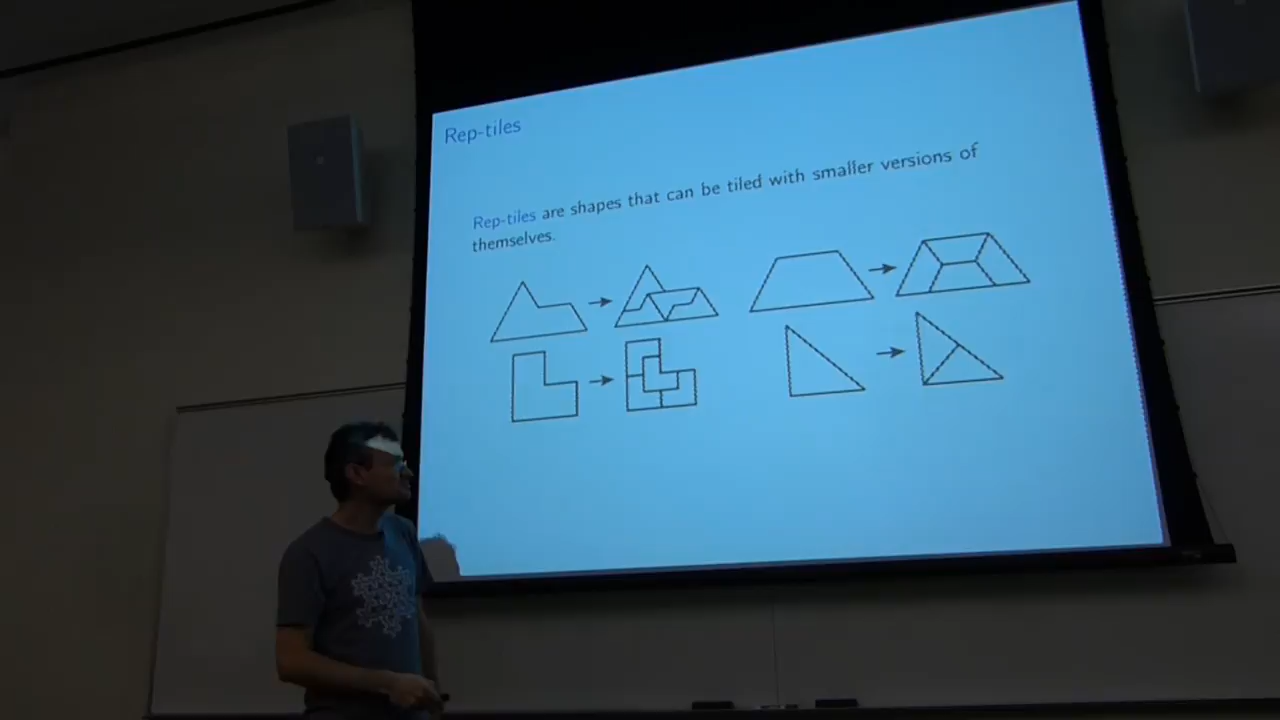 Rep-tiles
Rep-tiles are shapes that can be tiled with smaller versions of
themselves.